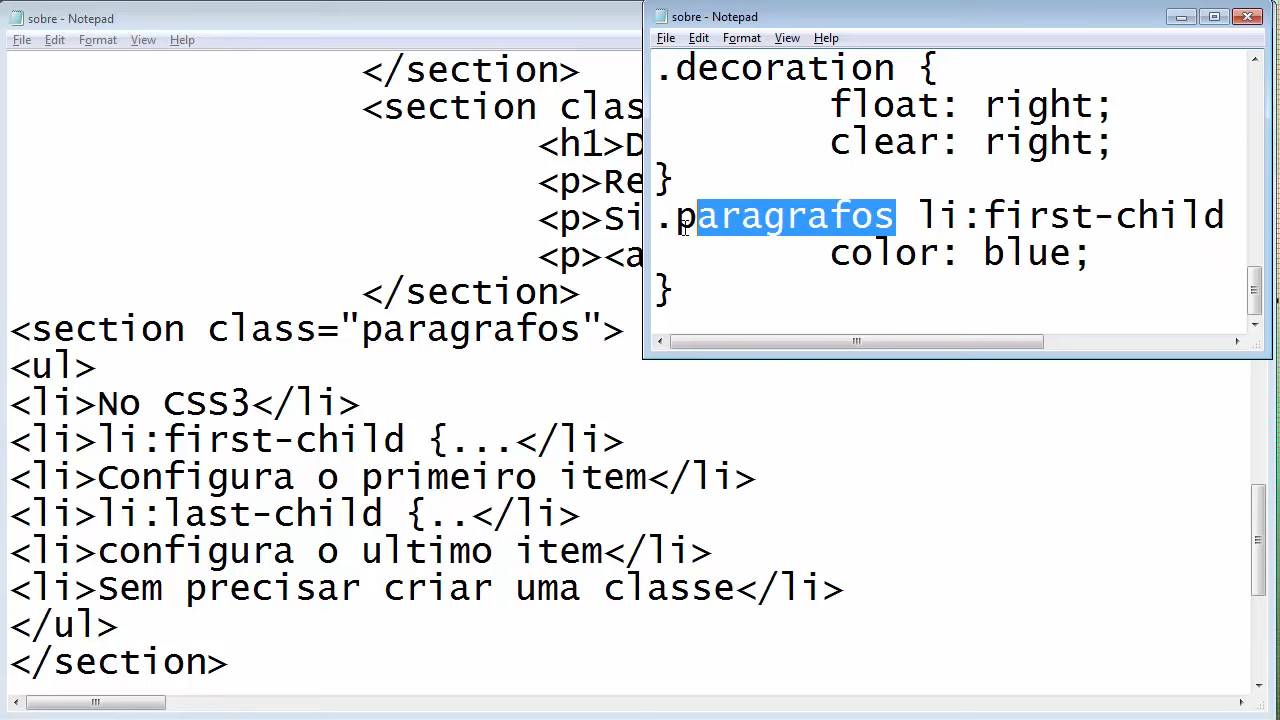 sobre - Notepad
File Edit Format View Help
</section>
<section clas
<h1>D
<p>Re
<p>Si
<p><a
</section>
<section class="paragrafos">
<ul>
<li>No CSS3</li>
<li>li:first-child {...</li>
<li>Configura o primeiro item</li>
<li>li:last-child {..</li>
<li>configura o ultimo item</li>
<li>Sem precisar criar uma classe</li>
</ul>
</section>
sobre - Notepad
File Edit Format View Help
.decoration {
float: right;
clear: right;
}
.paragrafos li:first-child
color: blue;
}